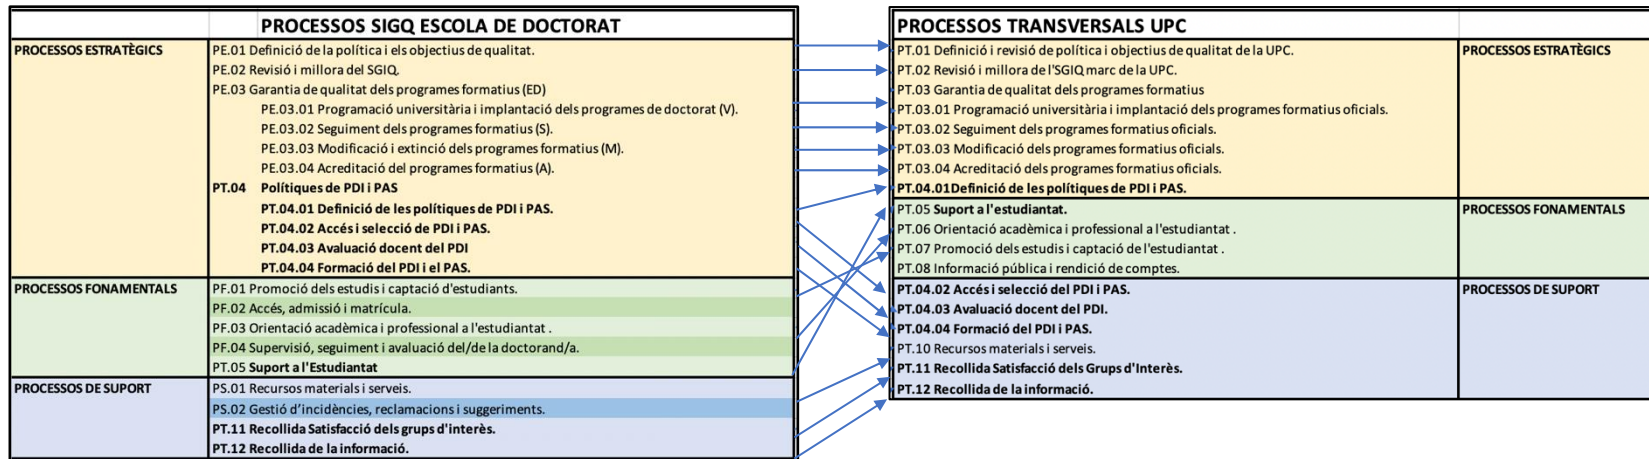 PROCESSOS SIGQ ESCOLA DE DOCTORAT
PROCESSOS ESTRATÈGICS
PE.01 Definició de la política i els objectius de qualitat.
PE.02 Revisió i millora del SGIQ.
PE.03 Garantia de qualitat dels programes formatius (ED)
PE.03.01 Programació universitària i implantació dels programes de doctorat (V).
PE.03.02 Seguiment dels programes formatius (S).
PE.03.03 Modificació i extinció dels programes formatius (M).
PE.03.04 Acreditació del programes formatius (A).
PT.04 Polítiques de PDI i PAS
PT.04.01 Definició de les polítiques de PDI i PAS.
PT.04.02 Accés i selecció de PDI i PAS.
PT.04.03 Avaluació docent del PDI
PT.04.04 Formació del PDI i el PAS.
PROCESSOS FONAMENTALS
PF.01 Promoció dels estudis i captació d'estudiants.
PF.02 Accés, admissió i matrícula.
PF.03 Orientació acadèmica i professional a l'estudiantat .
PF.04 Supervisió, seguiment i avaluació del/de la doctorand/a.
PT.05 Suport a l'Estudiantat
PROCESSOS DE SUPORT
PS.01 Recursos materials i serveis.
PS.02 Gestió d'incidències, reclamacions i suggeriments.
PT.11 Recollida Satisfacció dels grups d'interès.
PT.12 Recollida de la informació.
PROCESSOS TRANSVERSALS UPC
PT.01 Definició i revisió de política i objectius de qualitat de la UPC.
PROCESSOS ESTRATÈGICS
PT.02 Revisió i millora de l'SGIQ marc de la UPC.
PT.03 Garantia de qualitat dels programes formatius
PT.03.01 Programació universitària i implantació dels programes formatius oficials.
PT.03.02 Seguiment dels programes formatius oficials.
PT.03.03 Modificació dels programes formatius oficials.
PT.03.04 Acreditació dels programes formatius oficials.
PT.04.01Definició de les polítiques de PDI i PAS.
PT.05 Suport a l'estudiantat.
PROCESSOS FONAMENTALS
PT.06 Orientació acadèmica i professional a l'estudiantat .
PT.07 Promoció dels estudis i captació de l'estudiantat .
PT.08 Informació pública i rendició de comptes.
PT.04.02 Accés i selecció del PDI i PAS.
PROCESSOS DE SUPORT
PT.04.03 Avaluació docent del PDI.
PT.04.04 Formació del PDI i PAS.
PT.10 Recursos materials i serveis.
PT.11 Recollida Satisfacció dels Grups d'Interès.
PT.12 Recollida de la informació.